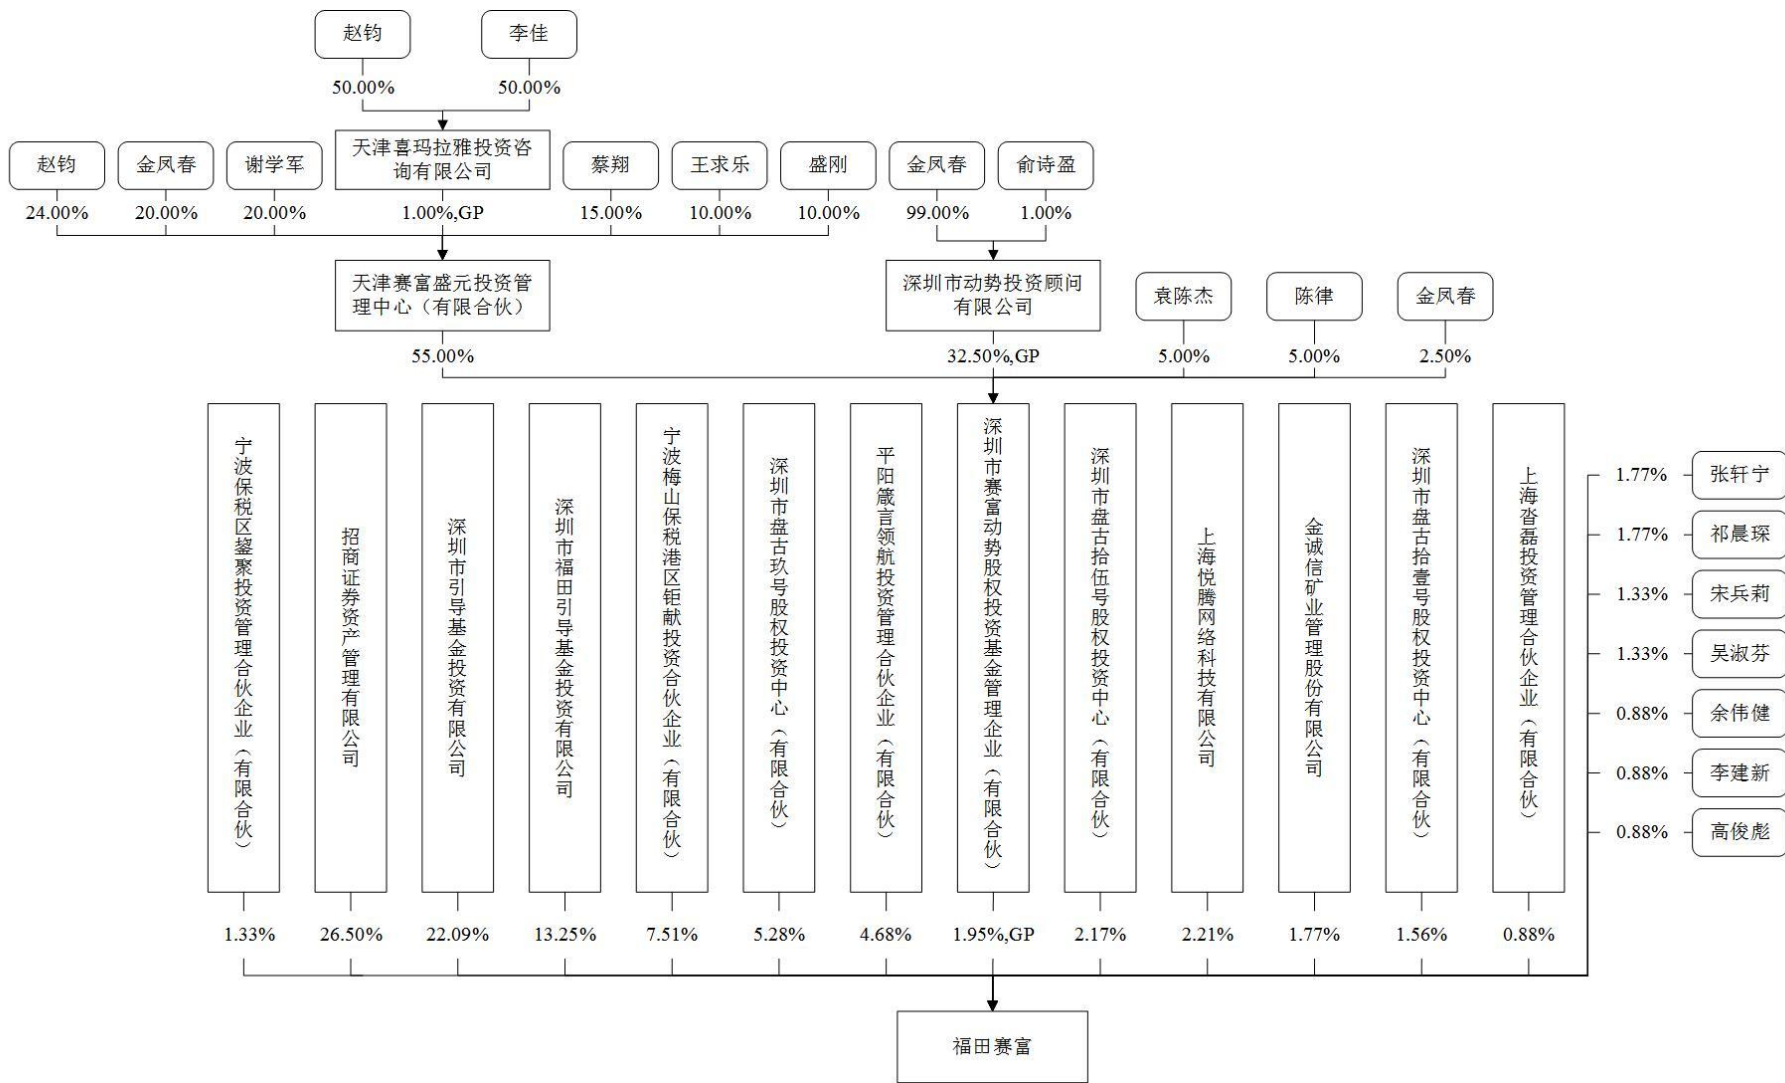 赵钧
李佳
50.00%
50.00%
赵钧
金凤春
谢学军
天津喜玛拉雅投资咨
询有限公司
蔡翔
王求乐
盛刚
金凤春
俞诗盈
24.00%
20.00%
20.00%
1.00%,GP
15.00%
10.00%
10.00%
99.00%
1.00%
天津赛富盛元投资管
理中心（有限合伙）
深圳市动势投资顾问
有限公司
袁陈杰
陈律
金凤春
55.00%
32.50%,GP
5.00%
5.00%
2.50%
宁波保税区鋆聚投资管理合伙企业（有限合伙）
招商证券资产管理有限公司
深圳市引导基金投资有限公司
深圳市福田引导基金投资有限公司
宁波梅山保税港区钜献投资合伙企业（有限合伙）
深圳市盘古玖号股权投资中心（有限合伙）
平阳箴言领航投资管理合伙企业（有限合伙）
深圳市赛富动势股权投资基金管理企业（有限合伙）
深圳市盘古拾伍号股权投资中心（有限合伙）
上海悦腾网络科技有限公司
金诚信矿业管理股份有限公司
深圳市盘古拾壹号股权投资中心（有限合伙）
上海沓磊投资管理合伙企业（有限合伙）
1.77%
张轩宁
1.77%
祁晨琛
1.33%
宋兵莉
1.33%
吴淑芬
0.88%
余伟健
0.88%
李建新
0.88%
高俊彪
1.33%
26.50%
22.09%
13.25%
7.51%
5.28%
4.68%
1.95%,GP
2.17%
2.21%
1.77%
1.56%
0.88%
福田赛富